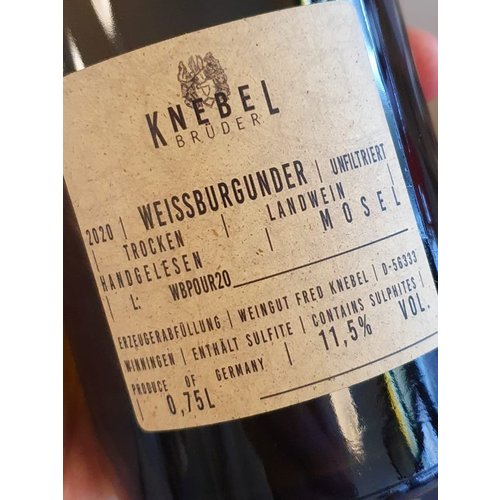 KNEBEL
BRÜDER
2020 | WEISSBURGUNDER | UNFILTRIERT
| TROCKEN | LANDWEIN |
HANDGELESEN | MOSEL
| L: WBPOUR20
ERZEUGERABFÜLLUNG | WEINGUT FRED KNEBEL | D-56333
WINNINGEN | ENTHÄLT SULFITE | CONTAINS SULPHITES |
PRODUCE OF GERMANY | 11,5% VOL.
| 0,75L